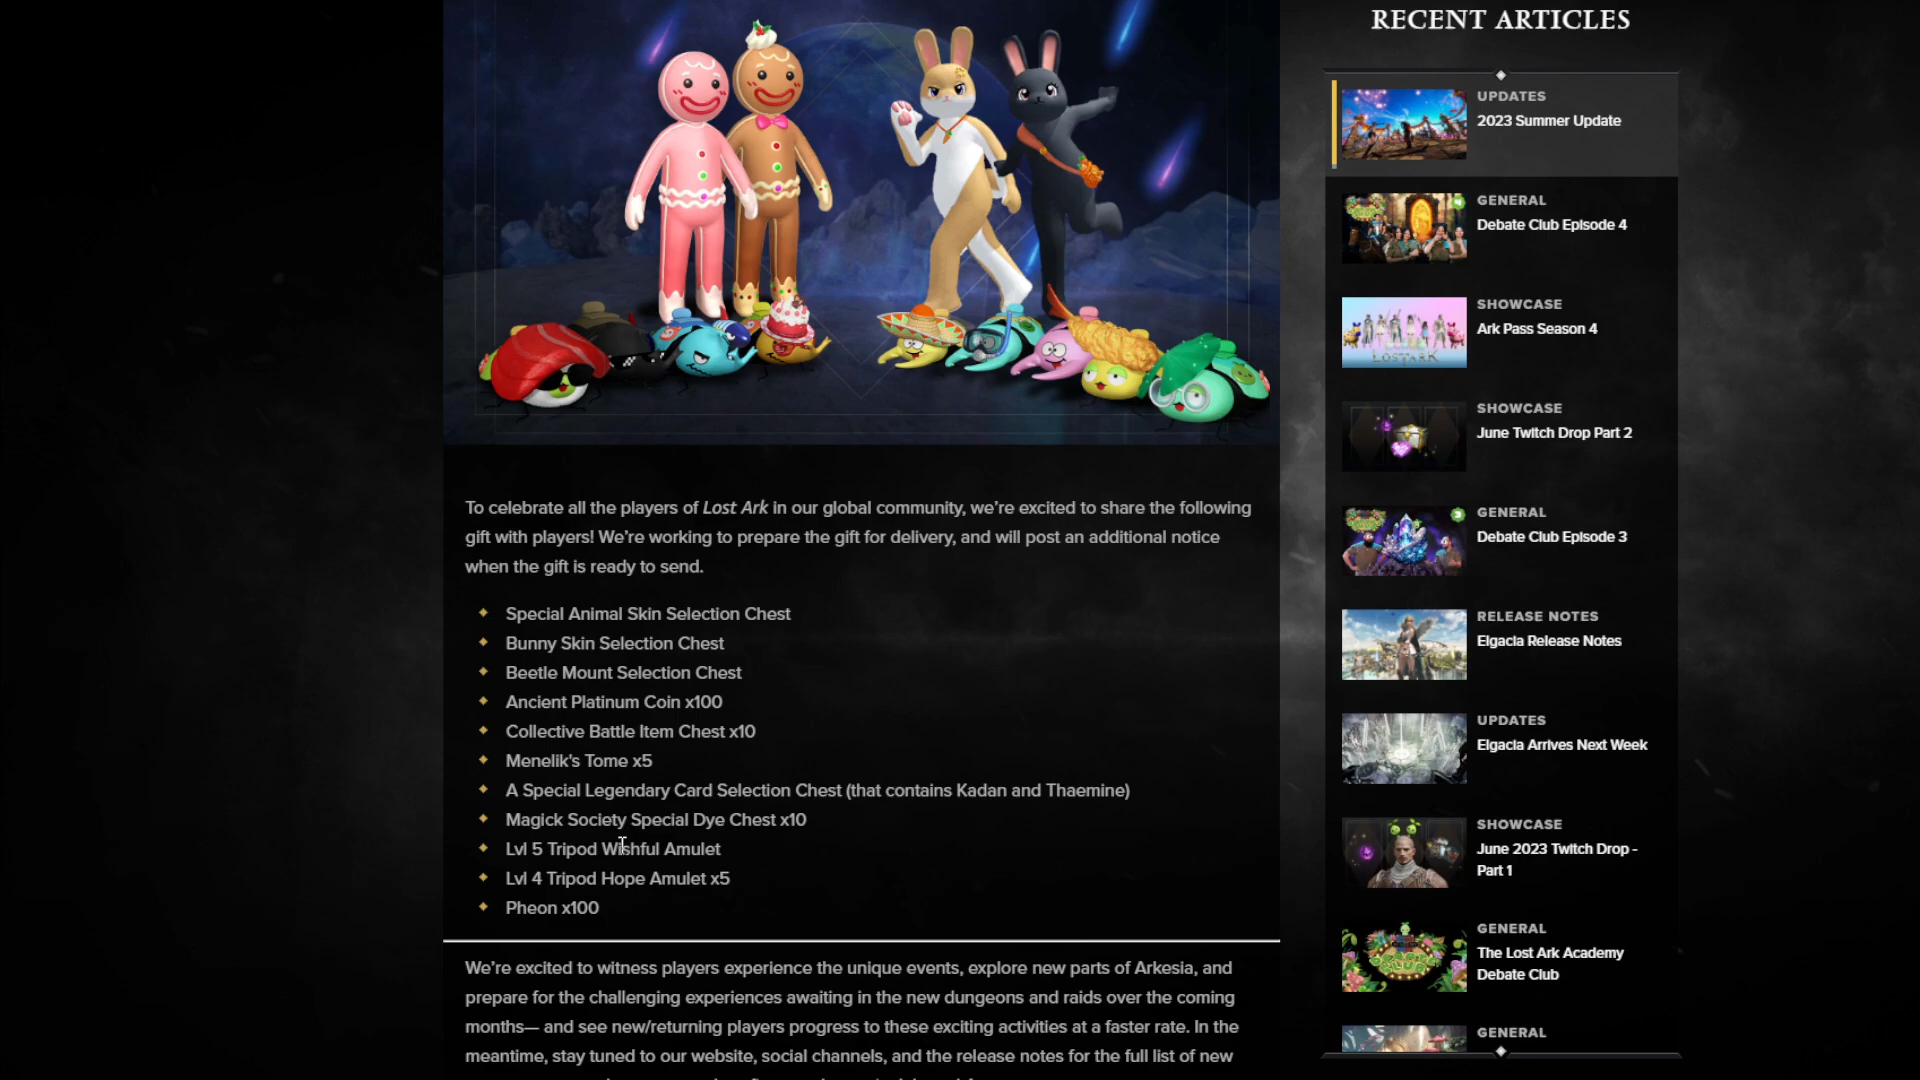 To celebrate all the players of Lost Ark in our global community, we’re excited to share the following
gift with players! We’re working to prepare the gift for delivery, and will post an additional notice
when the gift is ready to send.
Special Animal Skin Selection Chest
Bunny Skin Selection Chest
Beetle Mount Selection Chest
Ancient Platinum Coin x100
Collective Battle Item Chest x10
Menelik's Tome x5
A Special Legendary Card Selection Chest (that contains Kadan and Thaemine)
Magick Society Special Dye Chest x10
Lvl 5 Tripod Wishful Amulet
Lvl 4 Tripod Hope Amulet x5
Pheon x100
We’re excited to witness players experience the unique events, explore new parts of Arkesia, and
prepare for the challenging experiences awaiting in the new dungeons and raids over the coming
months— and see new/returning players progress to these exciting activities at a faster rate. In the
meantime, stay tuned to our website, social channels, and the release notes for the full list of new
RECENT ARTICLES
UPDATES
2023 Summer Update
GENERAL
Debate Club Episode 4
SHOWCASE
Ark Pass Season 4
LOST ARK
SHOWCASE
June Twitch Drop Part 2
GENERAL
Debate Club Episode 3
RELEASE NOTES
Elgacia Release Notes
UPDATES
Elgacia Arrives Next Week
SHOWCASE
June 2023 Twitch Drop -
Part 1
GENERAL
The Lost Ark Academy
Debate Club
GENERAL